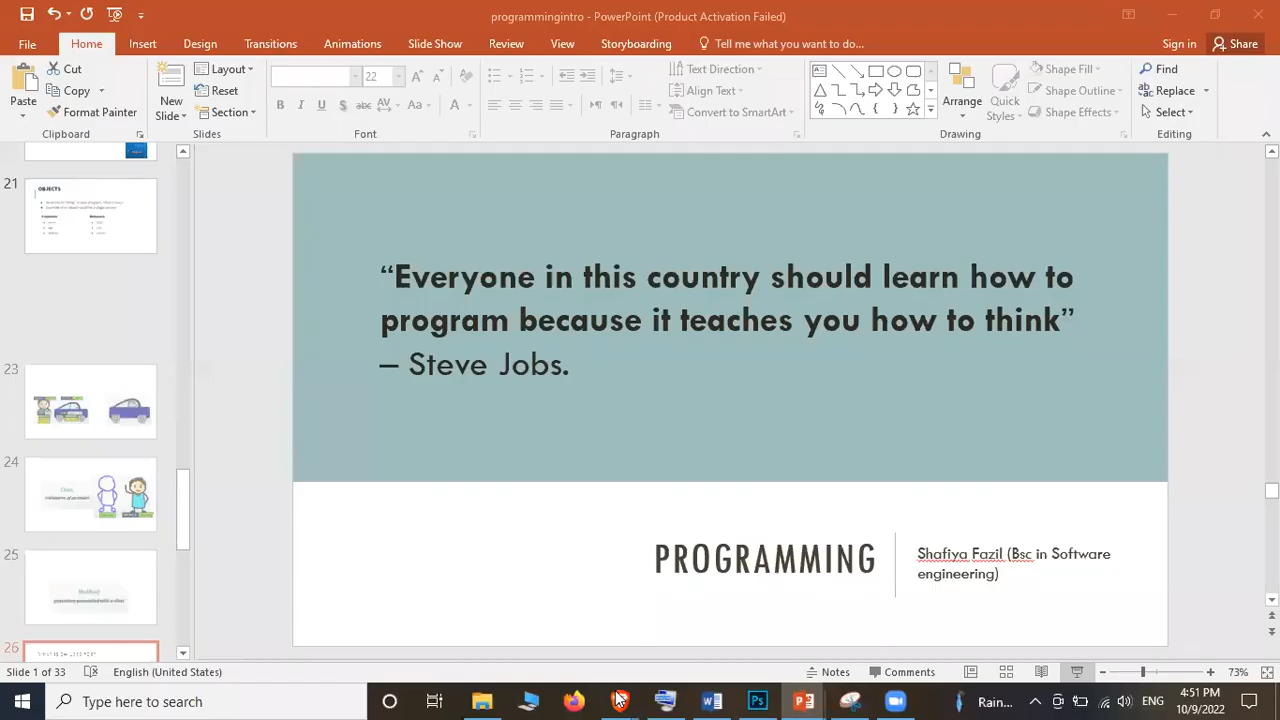 programmingintro - PowerPoint (Product Activation Failed)
File Home Insert Design Transitions Animations Slide Show Review View Storyboarding Tell me what you want to do... Sign in Share
Paste
Cut
Copy
Format Painter
Clipboard
New Slide
Layout
Reset
Section
Slides
22
B I U S abc AV Aa A
Font
Text Direction
Align Text
Convert to SmartArt
Paragraph
Arrange
Quick Styles
Shape Fill
Shape Outline
Shape Effects
Drawing
Find
Replace
Select
Editing
21
OBJECTS
23
24
25
26
“Everyone in this country should learn how to
program because it teaches you how to think”
– Steve Jobs.
PROGRAMMING
Shafiya Fazil (Bsc in Software
engineering)
Slide 1 of 33 English (United States) Notes Comments 73%
Type here to search
Rain...
ENG
4:51 PM
10/9/2022